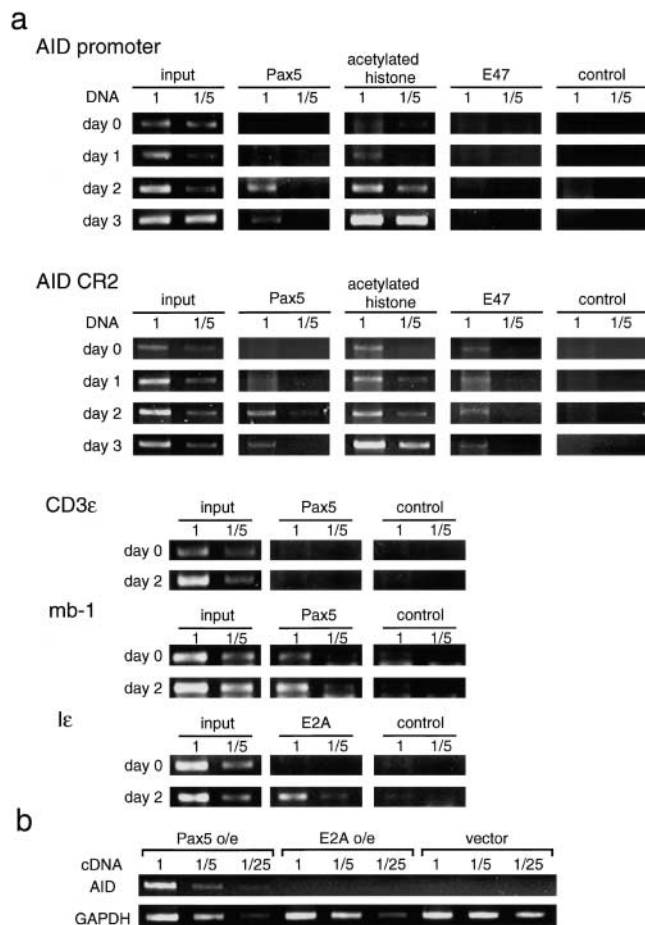 a
AID promoter
input Pax5 acetylated histone E47 control
DNA 1 1/5 1 1/5 1 1/5 1 1/5 1 1/5
day 0
day 1
day 2
day 3
AID CR2
input Pax5 acetylated histone E47 control
DNA 1 1/5 1 1/5 1 1/5 1 1/5 1 1/5
day 0
day 1
day 2
day 3
CD3ε
input Pax5 control
1 1/5 1 1/5 1 1/5
day 0
day 2
mb-1
input Pax5 control
1 1/5 1 1/5 1 1/5
day 0
day 2
Iε
input E2A control
1 1/5 1 1/5 1 1/5
day 0
day 2
b
Pax5 o/e E2A o/e vector
cDNA 1 1/5 1/25 1 1/5 1/25 1 1/5 1/25
AID
GAPDH